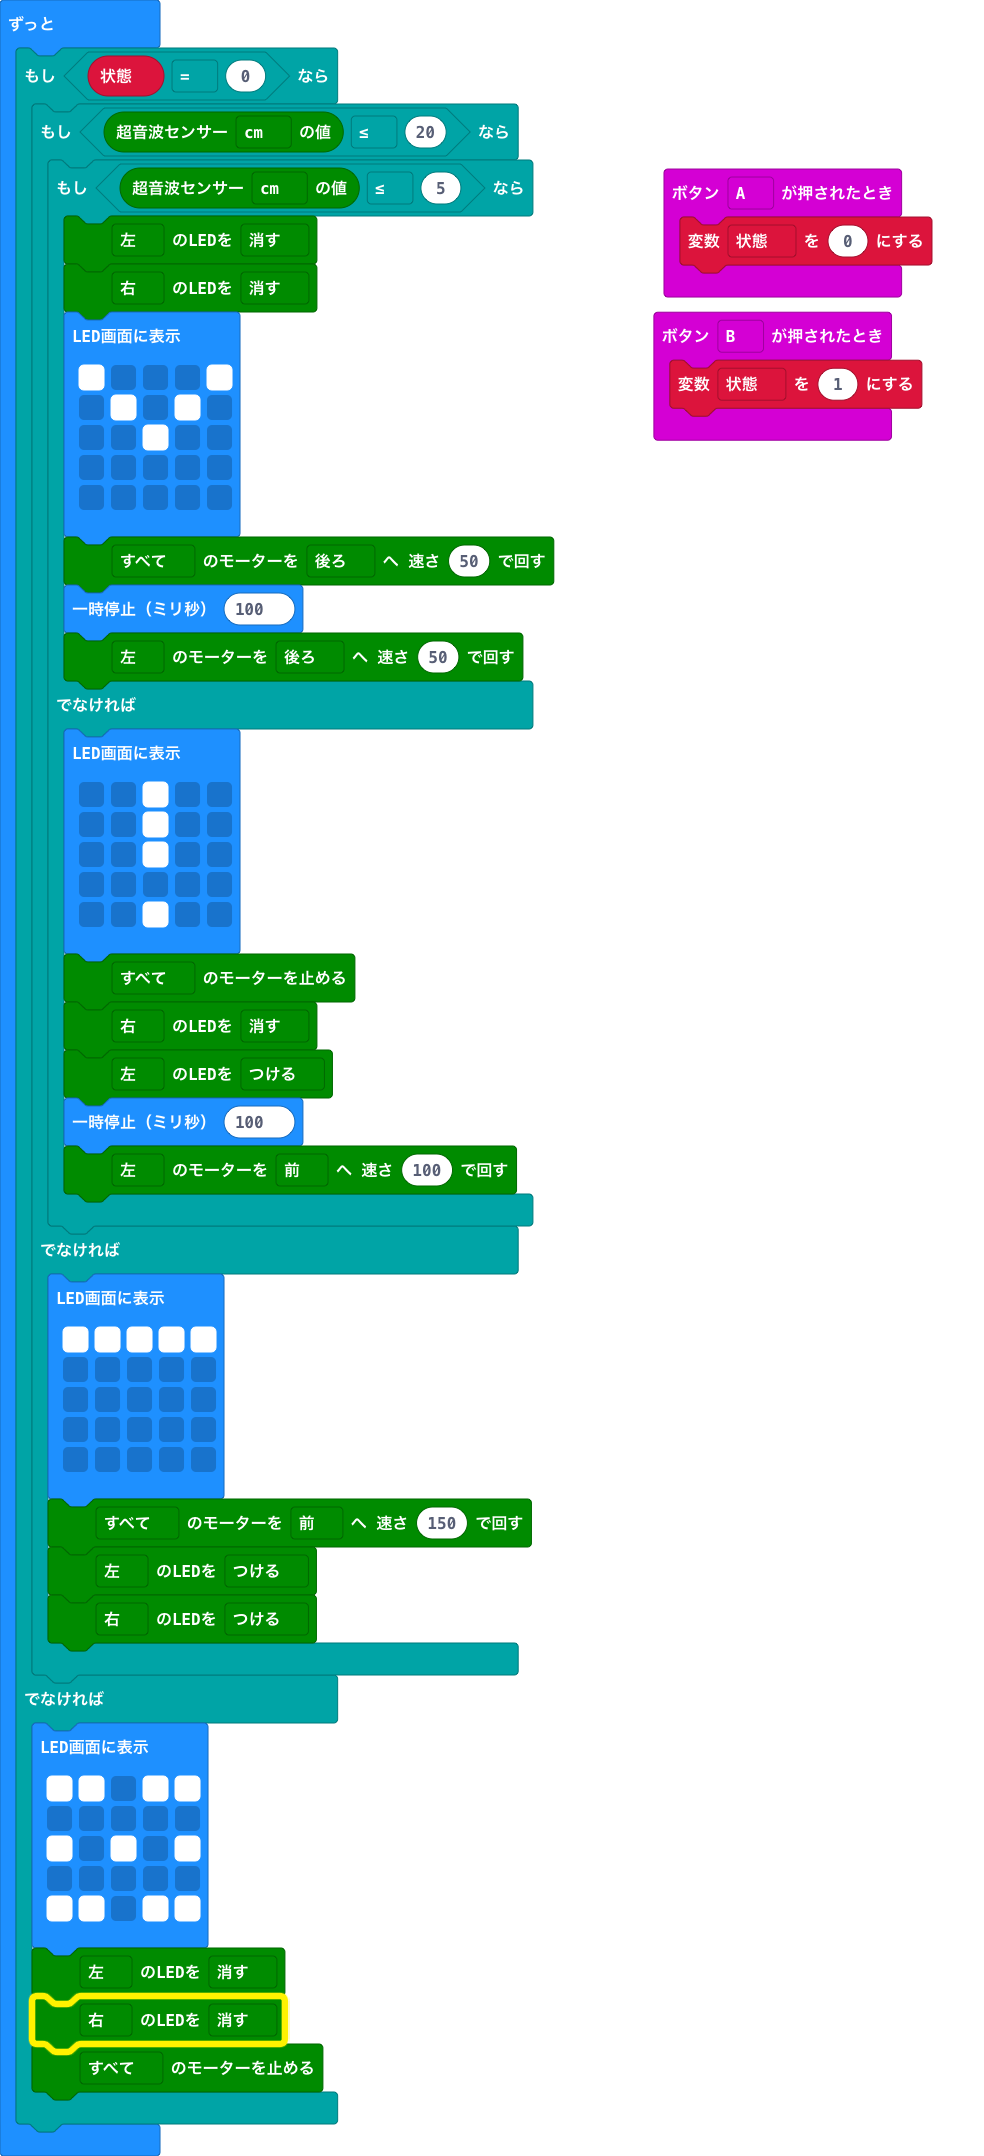 ずっと
もし 状態 = 0 なら
もし 超音波センサー cm の値 ≤ 20 なら
もし 超音波センサー cm の値 ≤ 5 なら
左 のLEDを 消す
右 のLEDを 消す
LED画面に表示
すべて のモーターを 後ろ へ 速さ 50 で回す
一時停止（ミリ秒） 100
左 のモーターを 後ろ へ 速さ 50 で回す
でなければ
LED画面に表示
すべて のモーターを止める
右 のLEDを 消す
左 のLEDを つける
一時停止（ミリ秒） 100
左 のモーターを 前 へ 速さ 100 で回す
でなければ
LED画面に表示
すべて のモーターを 前 へ 速さ 150 で回す
左 のLEDを つける
右 のLEDを つける
でなければ
LED画面に表示
左 のLEDを 消す
右 のLEDを 消す
すべて のモーターを止める
ボタン A が押されたとき
変数 状態 を 0 にする
ボタン B が押されたとき
変数 状態 を 1 にする